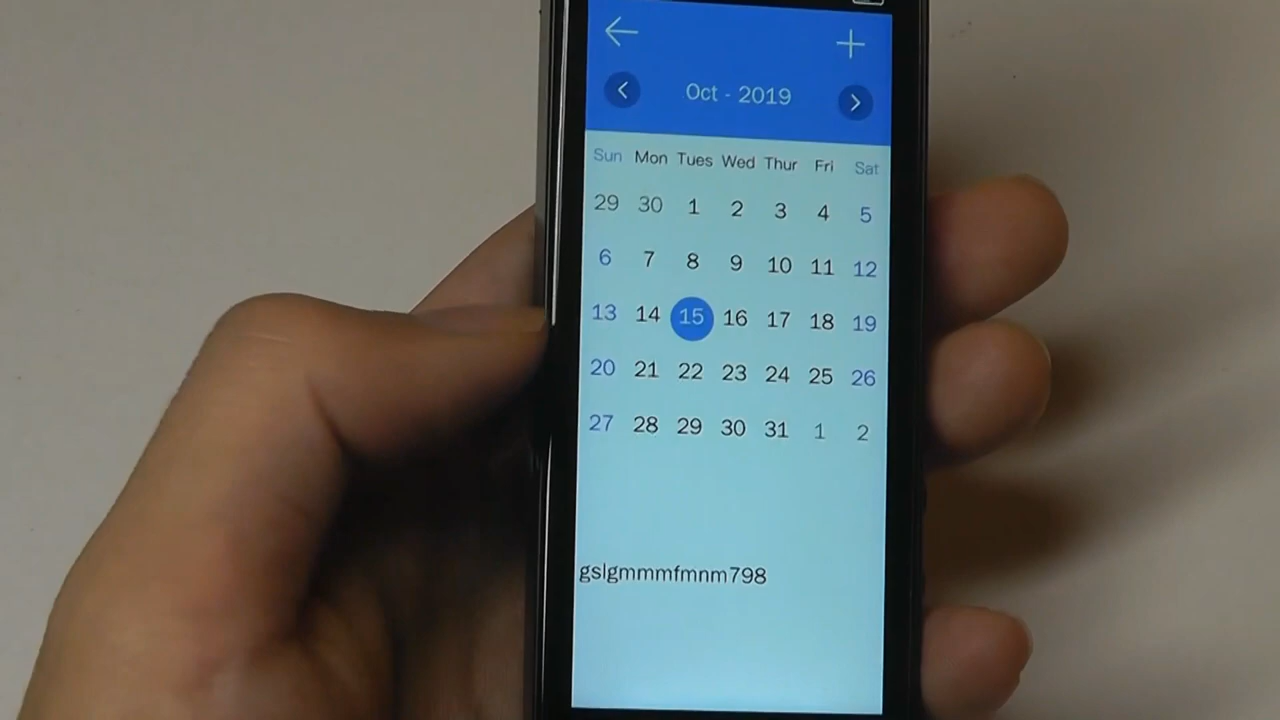 Oct - 2019
Sun Mon Tues Wed Thur Fri Sat
29 30 1 2 3 4 5
6 7 8 9 10 11 12
13 14 15 16 17 18 19
20 21 22 23 24 25 26
27 28 29 30 31 1 2
gslgmmmfmnm798